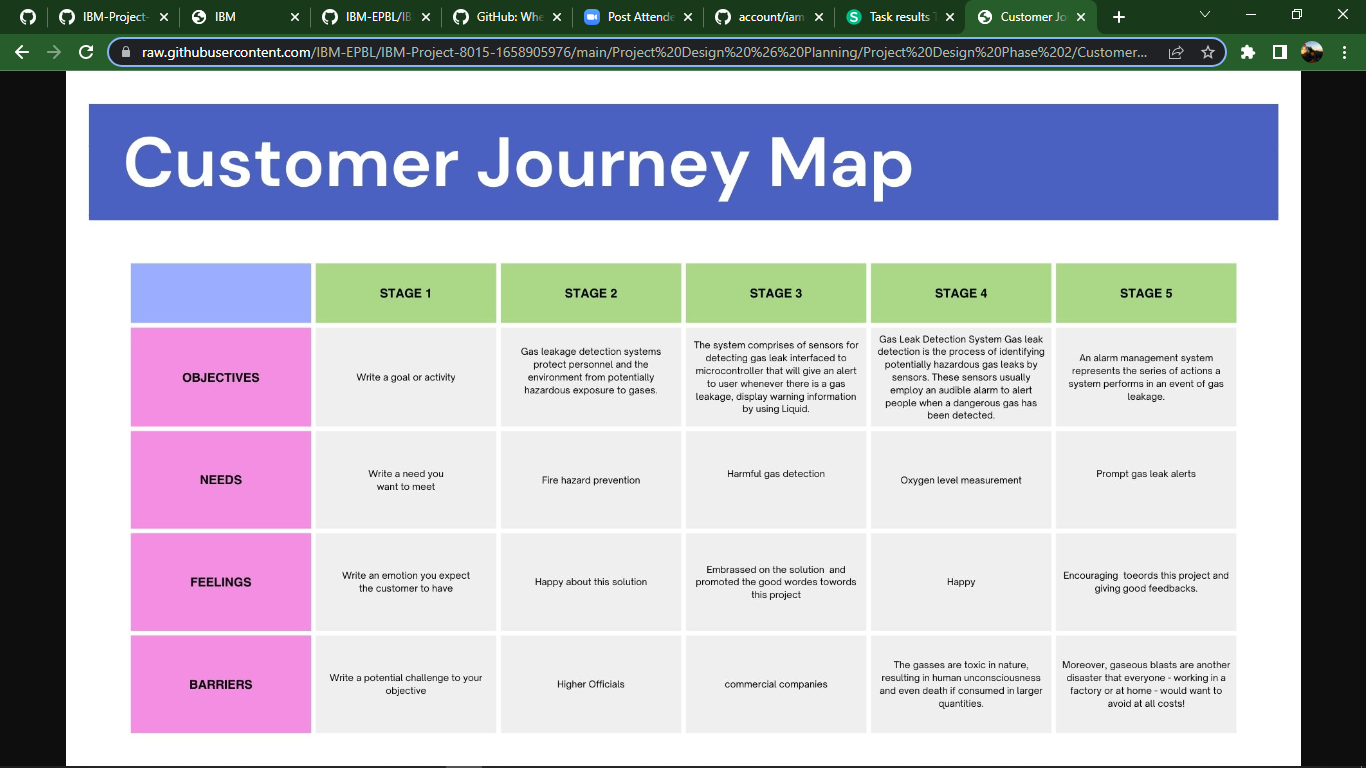 IBM-Project-
IBM
IBM-EPBL/IB
GitHub: Whe
Post Attende
account/iam
S
Task results
Customer Jo
raw.githubusercontent.com/IBM-EPBL/IBM-Project-8015-1658905976/main/Project%20Design%20%26%20Planning/Project%20Design%20Phase%202/Customer...
Customer Journey Map
STAGE 1
STAGE 2
STAGE 3
STAGE 4
STAGE 5
OBJECTIVES
Write a goal or activity
Gas leakage detection systems
protect personnel and the
environment from potentially
hazardous exposure to gases.
The system comprises of sensors for
detecting gas leak interfaced to
microcontroller that will give an alert
to user whenever there is a gas
leakage, display warning information
by using Liquid.
Gas Leak Detection System Gas leak
detection is the process of identifying
potentially hazardous gas leaks by
sensors. These sensors usually
employ an audible alarm to alert
people when a dangerous gas has
been detected.
An alarm management system
represents the series of actions a
system performs in an event of gas
leakage.
NEEDS
Write a need you
want to meet
Fire hazard prevention
Harmful gas detection
Oxygen level measurement
Prompt gas leak alerts
FEELINGS
Write an emotion you expect
the customer to have
Happy about this solution
Embrassed on the solution and
promoted the good wordes towords
this project
Happy
Encouraging toeords this project and
giving good feedbacks.
BARRIERS
Write a potential challenge to your
objective
Higher Officials
commercial companies
The gasses are toxic in nature,
resulting in human unconsciousness
and even death if consumed in larger
quantities.
Moreover, gaseous blasts are another
disaster that everyone - working in a
factory or at home - would want to
avoid at all costs!